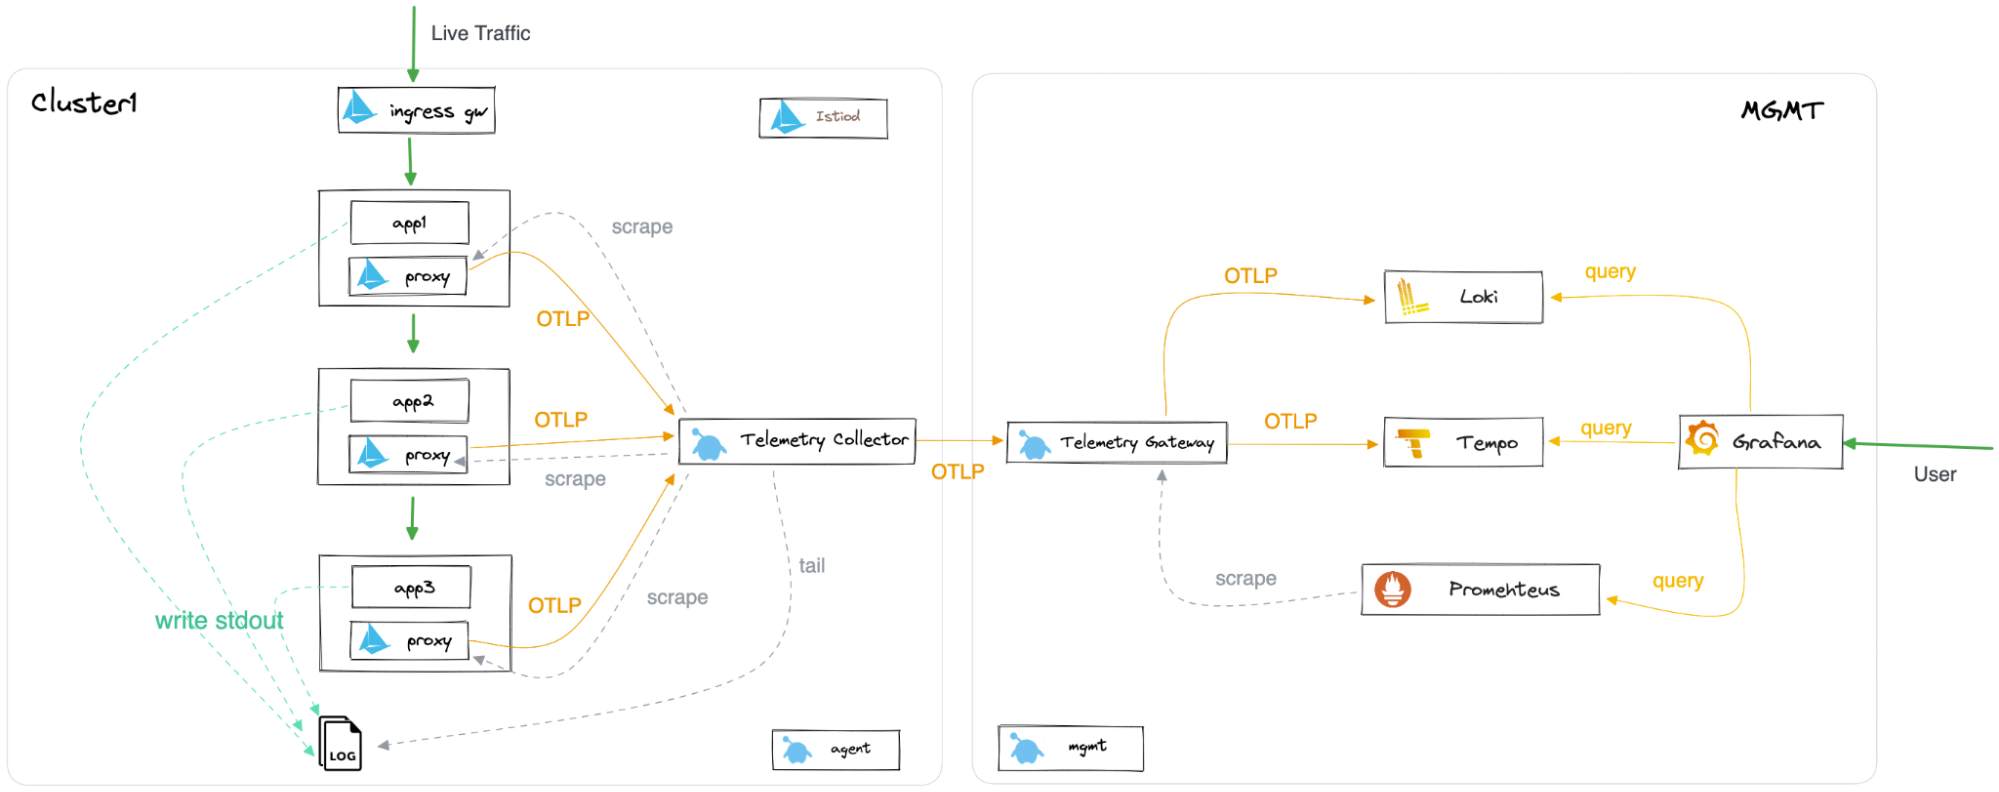 Live Traffic
Cluster1
ingress gw
Istiod
MGMT
app1
proxy
scrape
OTLP
app2
proxy
OTLP
scrape
Telemetry Collector
OTLP
app3
proxy
OTLP
scrape
tail
write stdout
LOG
agent
Telemetry Gateway
OTLP
Loki
query
OTLP
Tempo
query
Grafana
User
scrape
Promehteus
query
mgmt